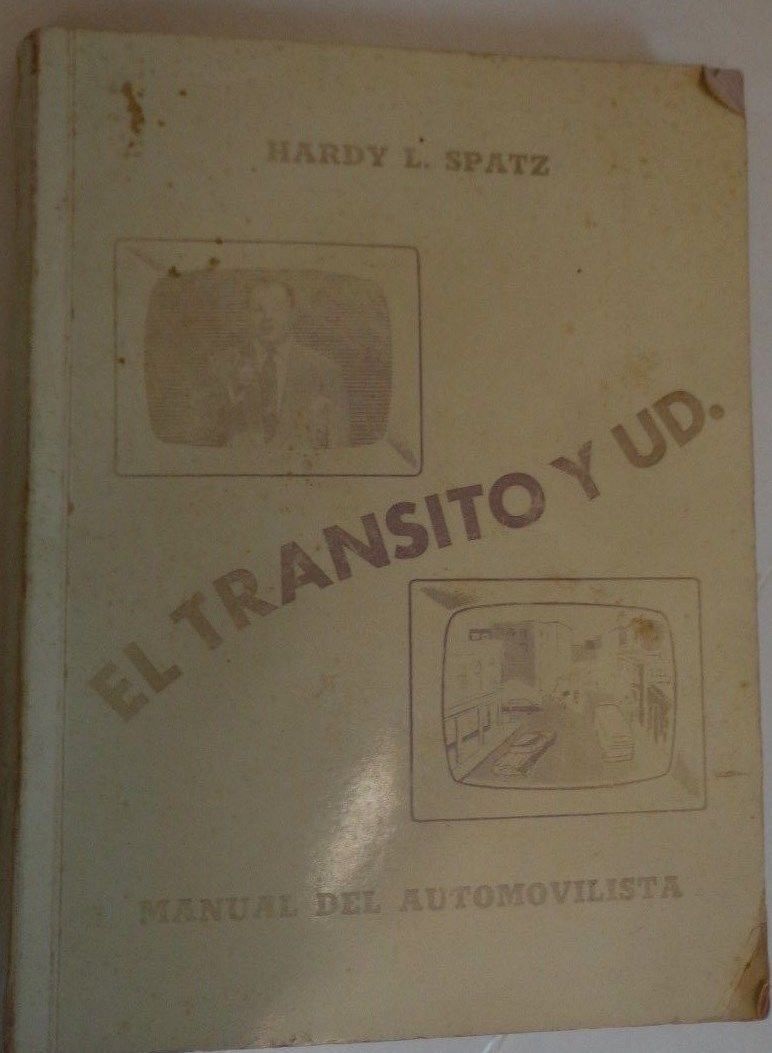 HARDY L. SPATZ
EL TRANSITO Y UD.
MANUAL DEL AUTOMOVILISTA